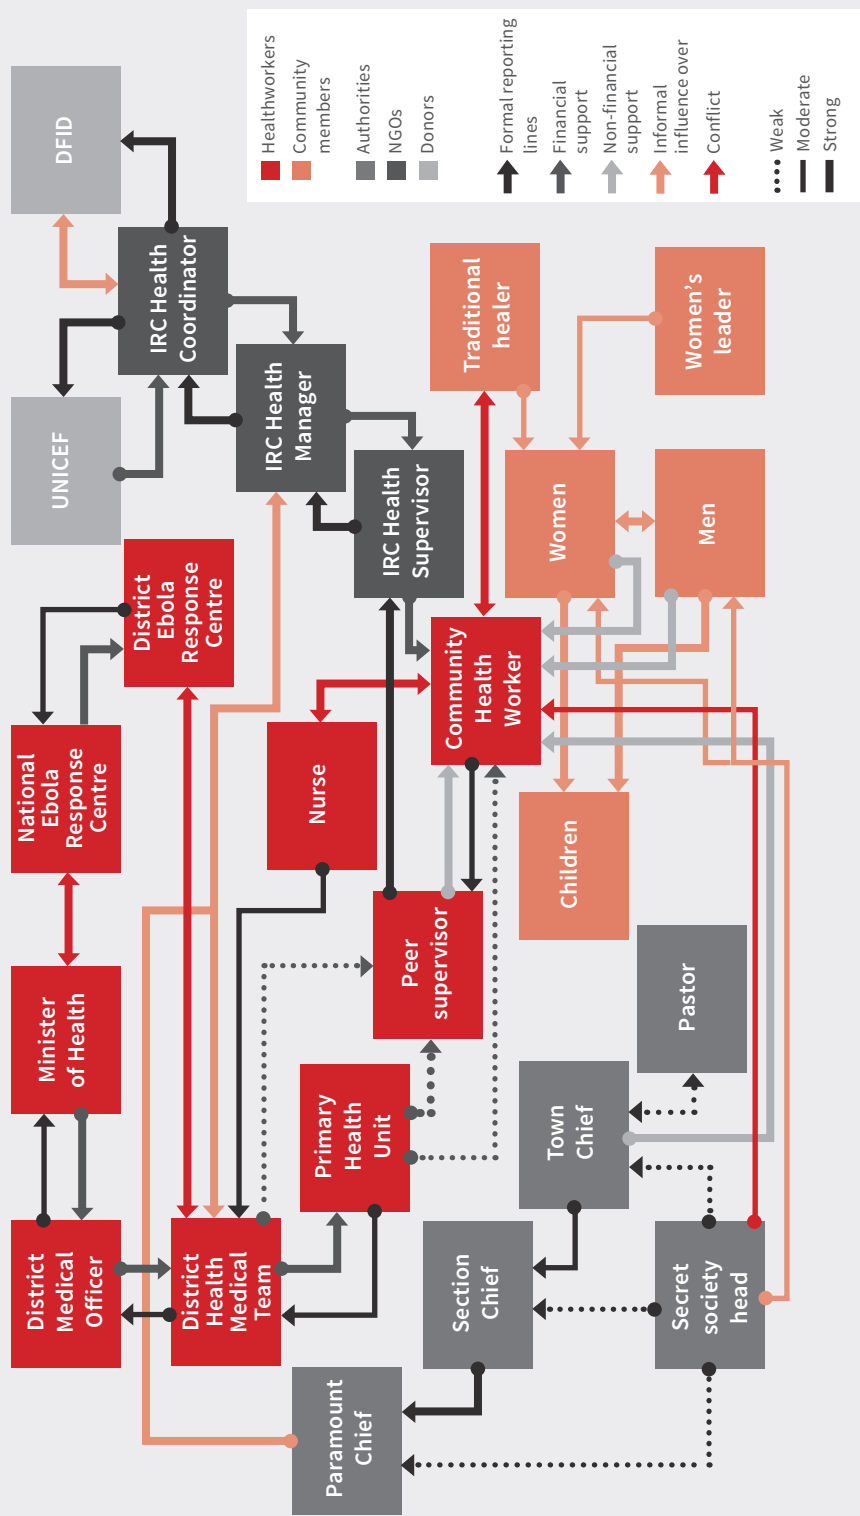 District
Medical
Officer
Minister
of Health
National
Ebola
Response
Centre
UNICEF
DFID
District
Health
Medical
Team
District
Ebola
Response
Centre
IRC Health
Coordinator
Paramount
Chief
Primary
Health
Unit
Nurse
IRC Health
Manager
Peer
supervisor
IRC Health
Supervisor
Section
Chief
Community
Health
Worker
Traditional
healer
Town
Chief
Children
Women
Secret
society
head
Pastor
Men
Women's
leader
Healthworkers
Community
members
Authorities
NGOs
Donors
Formal reporting
lines
Financial
support
Non-financial
support
Informal
influence over
Conflict
Weak
Moderate
Strong